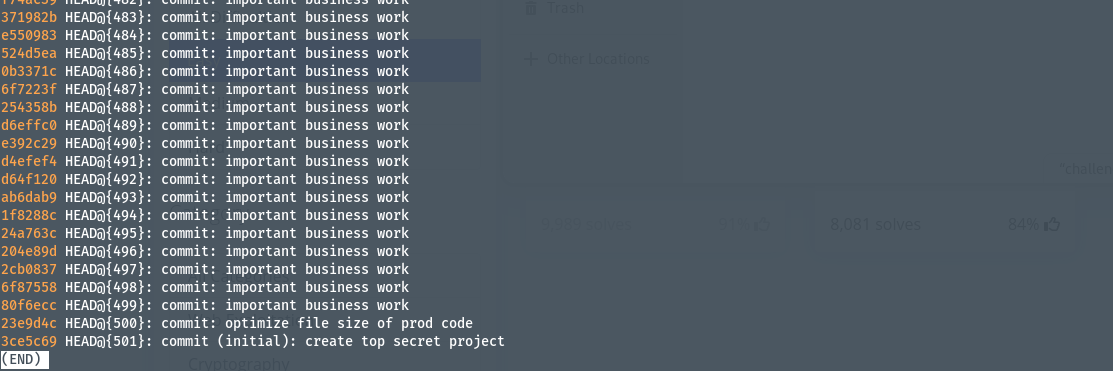 f74ac59 HEAD@{482}: commit: important business work
371982b HEAD@{483}: commit: important business work
e550983 HEAD@{484}: commit: important business work
524d5ea HEAD@{485}: commit: important business work
0b3371c HEAD@{486}: commit: important business work
6f7223f HEAD@{487}: commit: important business work
254358b HEAD@{488}: commit: important business work
d6effc0 HEAD@{489}: commit: important business work
e392c29 HEAD@{490}: commit: important business work
d4efef4 HEAD@{491}: commit: important business work
d64f120 HEAD@{492}: commit: important business work
ab6dab9 HEAD@{493}: commit: important business work
1f8288c HEAD@{494}: commit: important business work
24a763c HEAD@{495}: commit: important business work
204e89d HEAD@{496}: commit: important business work
2cb0837 HEAD@{497}: commit: important business work
6f87558 HEAD@{498}: commit: important business work
80f6ecc HEAD@{499}: commit: important business work
23e9d4c HEAD@{500}: commit: optimize file size of prod code
3ce5c69 HEAD@{501}: commit (initial): create top secret project
(END)
Trash
Other Locations
"challen
solves 91%
8,081 solves 84%
Cryptography